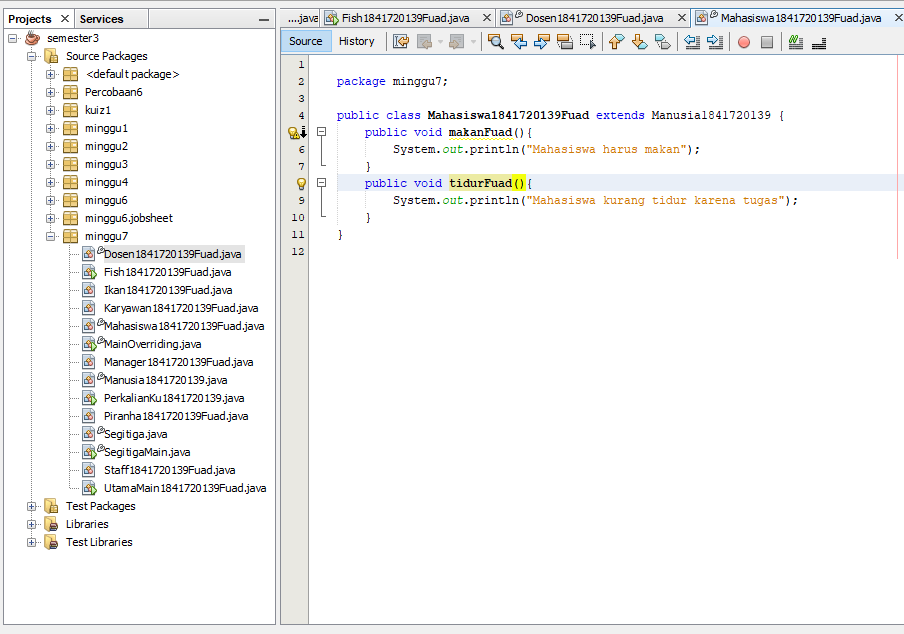 Projects
Services
semester3
Source Packages
<default package>
Percobaan6
kuiz1
minggu1
minggu2
minggu3
minggu4
minggu6
minggu6.jobsheet
minggu7
Dosen1841720139Fuad.java
Fish1841720139Fuad.java
Ikan1841720139Fuad.java
Karyawan1841720139Fuad.java
Mahasiswa1841720139Fuad.java
MainOverriding.java
Manager1841720139Fuad.java
Manusia1841720139.java
PerkalianKu1841720139.java
Piranha1841720139Fuad.java
Segitiga.java
SegitigaMain.java
Staff1841720139Fuad.java
UtamaMain1841720139Fuad.java
Test Packages
Libraries
Test Libraries
....java Fish1841720139Fuad.java Dosen1841720139Fuad.java Mahasiswa1841720139Fuad.java
Source History
1
2 package minggu7;
3
4 public class Mahasiswa1841720139Fuad extends Manusia1841720139 {
public void makanFuad(){
6 System.out.println("Mahasiswa harus makan");
7 }
public void tidurFuad(){
9 System.out.println("Mahasiswa kurang tidur karena tugas");
10 }
11 }
12